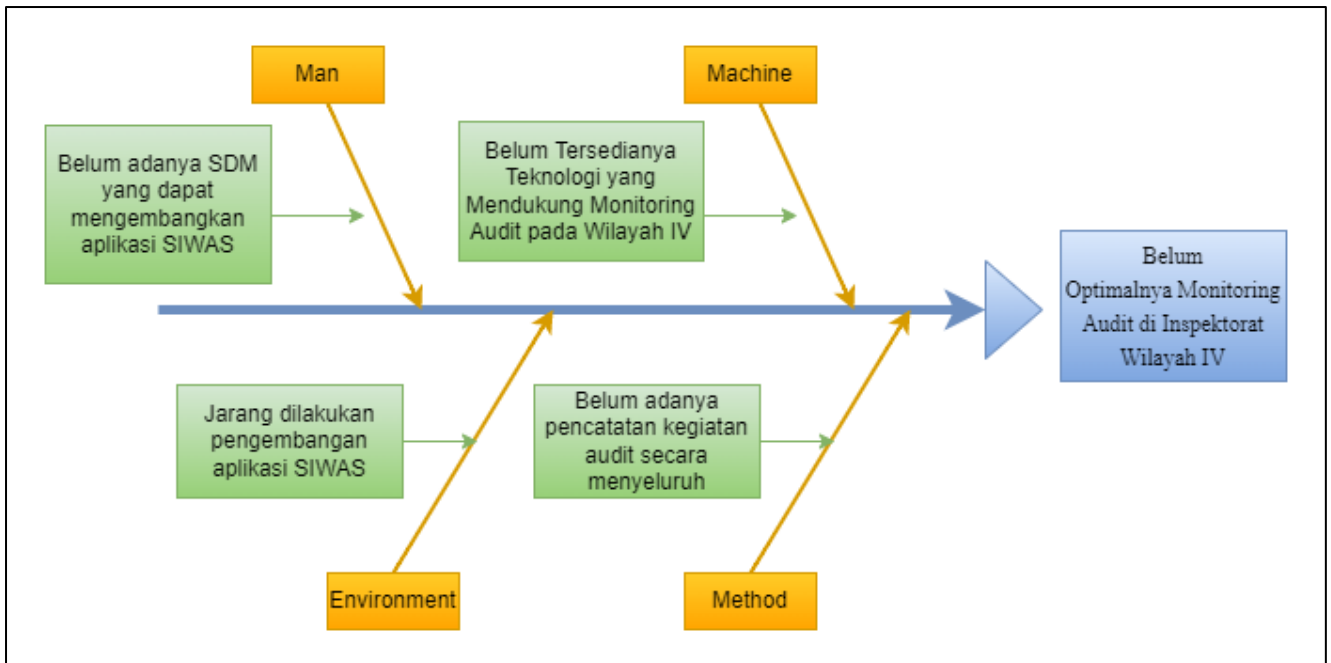 Man
Machine
Belum adanya SDM
yang dapat
mengembangkan
aplikasi SIWAS
Belum Tersedianya
Teknologi yang
Mendukung Monitoring
Audit pada Wilayah IV
Belum
Optimalnya Monitoring
Audit di Inspektorat
Wilayah IV
Jarang dilakukan
pengembangan
aplikasi SIWAS
Belum adanya
pencatatan kegiatan
audit secara
menyeluruh
Environment
Method